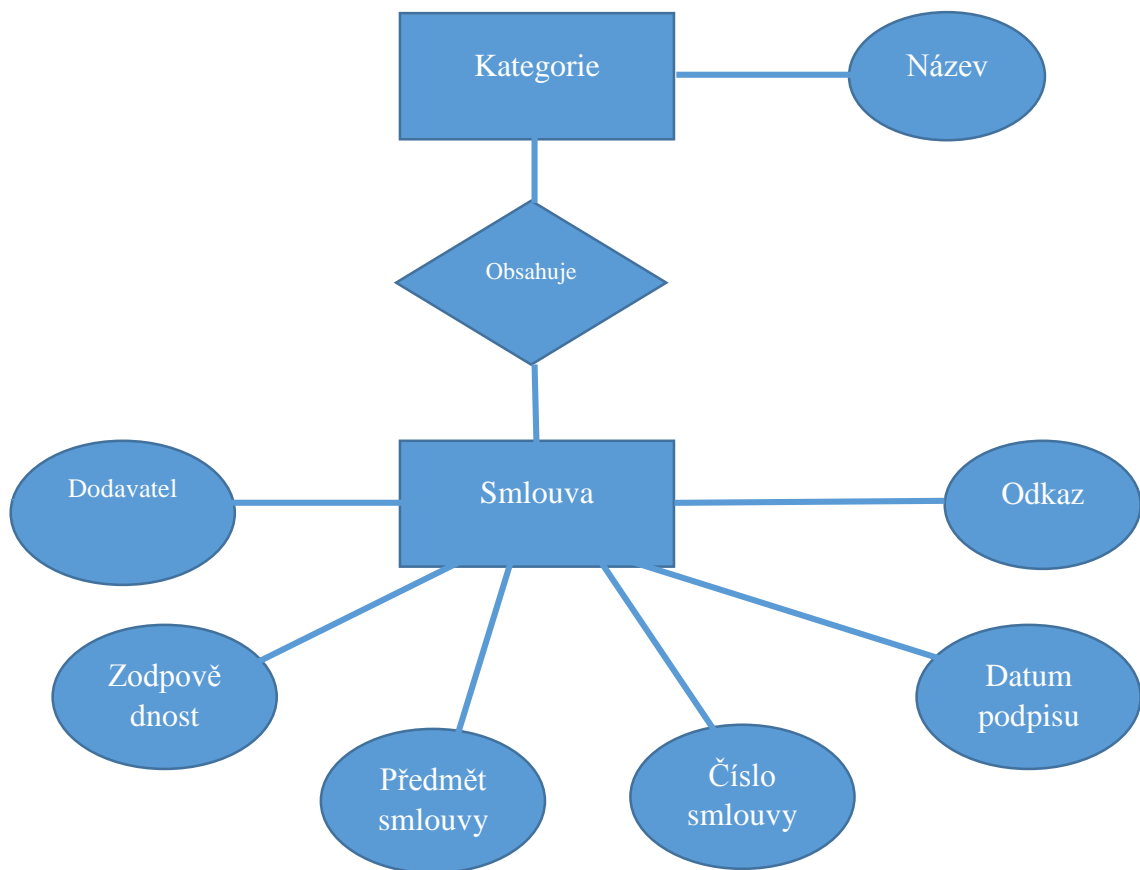 Kategorie
Název
Obsahuje
Dodavatel
Smlouva
Odkaz
Zodpově
dnost
Datum
podpisu
Předmět
smlouvy
Číslo
smlouvy